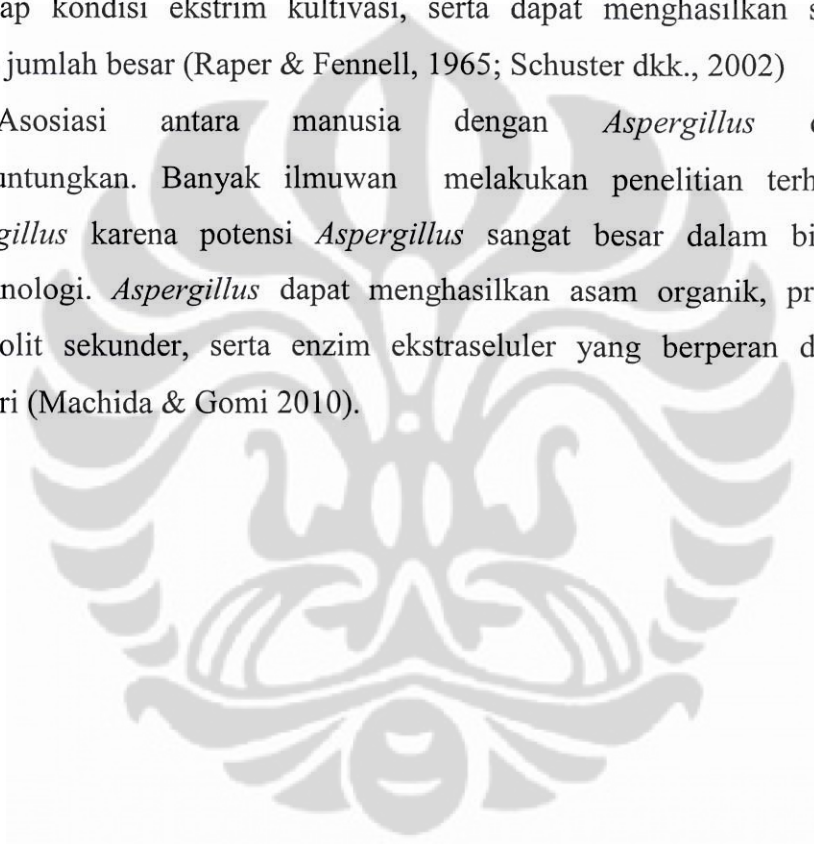 ap kondisi ekstrim kultivasi, serta dapat menghasilkan s
jumlah besar (Raper & Fennell, 1965; Schuster dkk., 2002)
Asosiasi antara manusia dengan Aspergillus
untungkan. Banyak ilmuwan melakukan penelitian terh
gillus karena potensi Aspergillus sangat besar dalam bi
nologi. Aspergillus dapat menghasilkan asam organik, pr
olit sekunder, serta enzim ekstraseluler yang berperan d
ri (Machida & Gomi 2010).